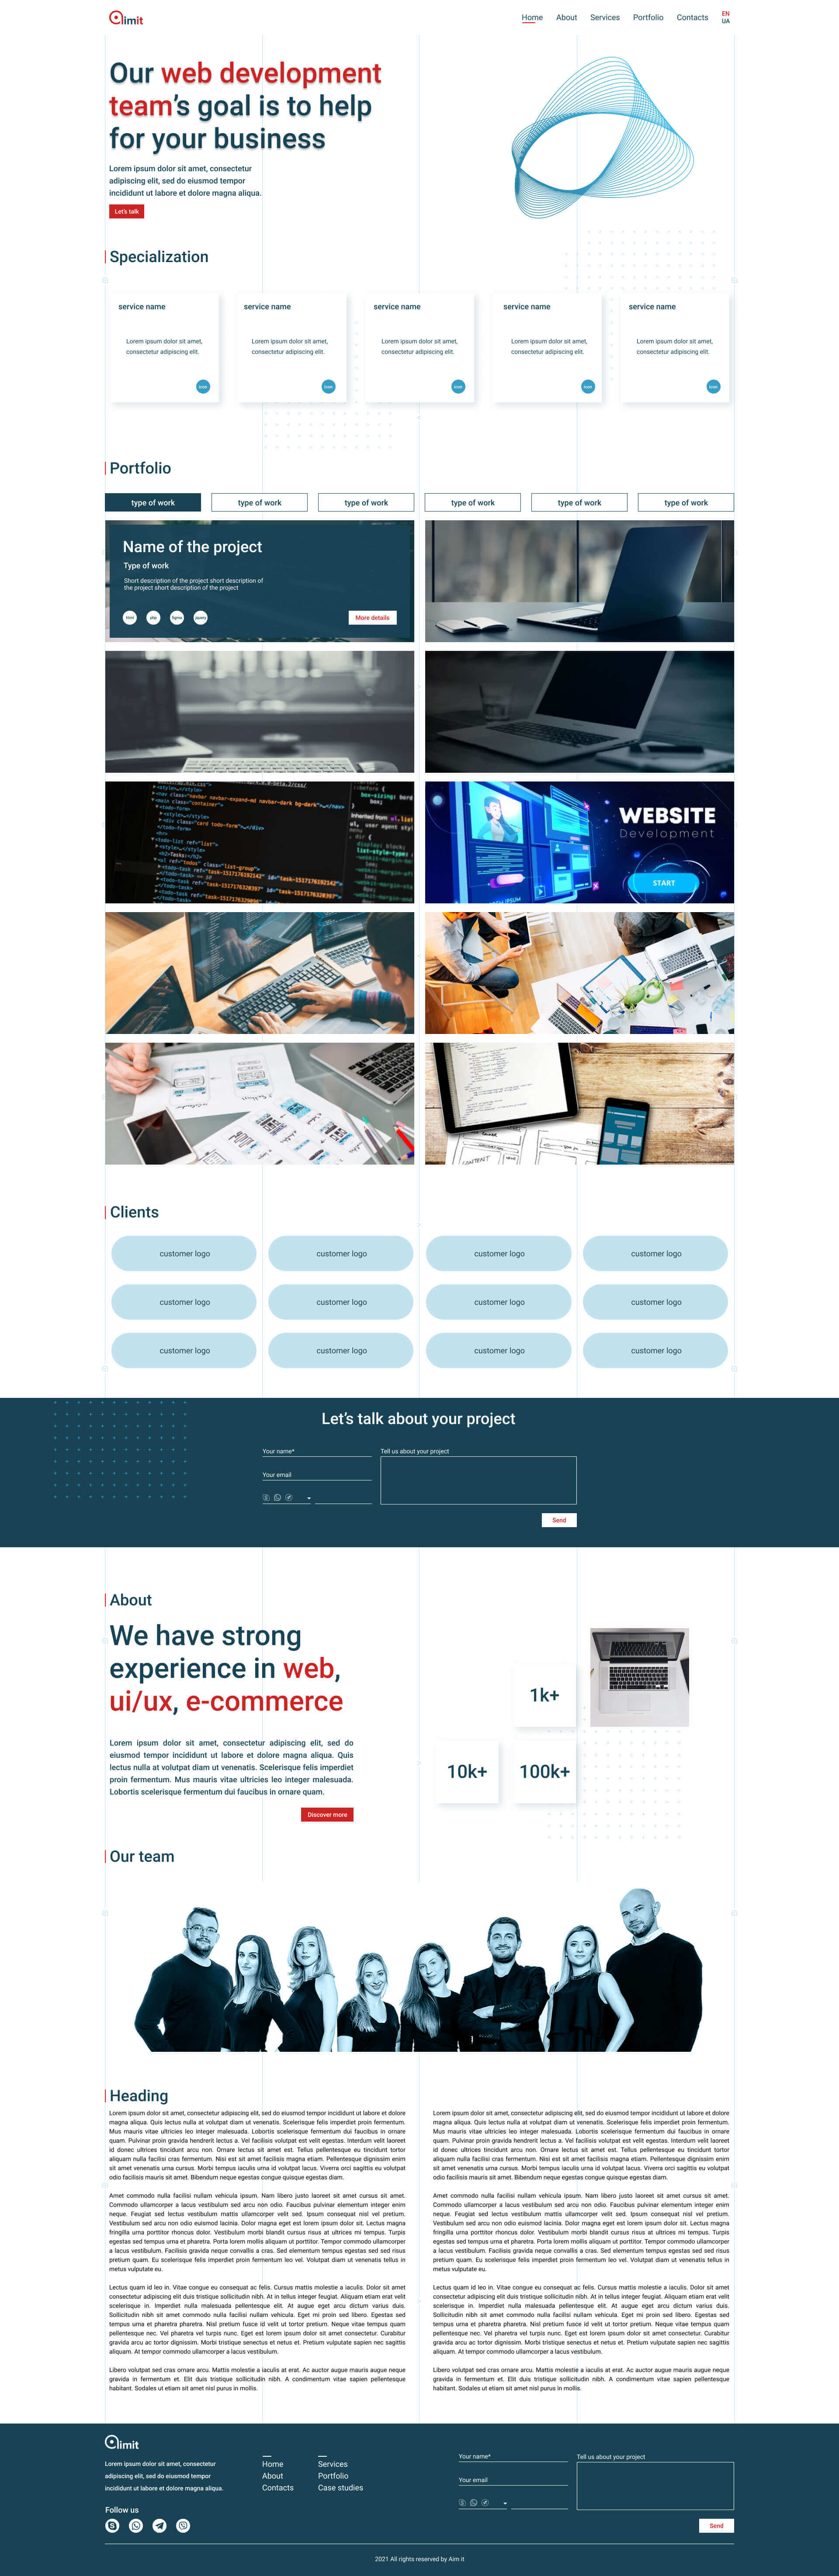 aimit
Home About Services Portfolio Contacts
EN
UA
Our web development
team's goal is to help
for your business
Lorem ipsum dolor sit amet, consectetur
adipiscing elit, sed do eiusmod tempor
incididunt ut labore et dolore magna aliqua.
Let's talk
Specialization
service name
Lorem ipsum dolor sit amet,
consectetur adipiscing elit.
icon
service name
Lorem ipsum dolor sit amet,
consectetur adipiscing elit.
icon
service name
Lorem ipsum dolor sit amet,
consectetur adipiscing elit.
icon
service name
Lorem ipsum dolor sit amet,
consectetur adipiscing elit.
icon
service name
Lorem ipsum dolor sit amet,
consectetur adipiscing elit.
icon
Portfolio
type of work type of work type of work type of work type of work type of work
Name of the project
Type of work
Short description of the project short description of
the project short description of the project
html php figma jquery
More details
WEBSITE
Development
START
CONTENT
Clients
customer logo customer logo customer logo customer logo
customer logo customer logo customer logo customer logo
customer logo customer logo customer logo customer logo
Let's talk about your project
Your name*
Your email
Tell us about your project
Send
About
We have strong
experience in web,
ui/ux, e-commerce
Lorem ipsum dolor sit amet, consectetur adipiscing elit, sed do
eiusmod tempor incididunt ut labore et dolore magna aliqua. Quis
lectus nulla at volutpat diam ut venenatis. Scelerisque felis imperdiet
proin fermentum. Mus mauris vitae ultricies leo integer malesuada.
Lobortis scelerisque fermentum dui faucibus in ornare quam.
Discover more
1k+
10k+
100k+
Our team
Heading
Lorem ipsum dolor sit amet, consectetur adipiscing elit, sed do eiusmod tempor incididunt ut labore et dolore
magna aliqua. Quis lectus nulla at volutpat diam ut venenatis. Scelerisque felis imperdiet proin fermentum.
Mus mauris vitae ultricies leo integer malesuada. Lobortis scelerisque fermentum dui faucibus in ornare
quam. Pulvinar proin gravida hendrerit lectus a. Vel facilisis volutpat est velit egestas. Interdum velit laoreet
id donec ultrices tincidunt arcu non. Ornare lectus sit amet est. Tellus pellentesque eu tincidunt tortor
aliquam nulla facilisi cras fermentum. Nisi est sit amet facilisis magna etiam. Pellentesque dignissim enim
sit amet venenatis urna cursus. Morbi tempus iaculis urna id volutpat lacus. Viverra orci sagittis eu volutpat
odio facilisis mauris sit amet. Bibendum neque egestas congue quisque egestas diam.
Amet commodo nulla facilisi nullam vehicula ipsum. Nam libero justo laoreet sit amet cursus sit amet.
Commodo ullamcorper a lacus vestibulum sed arcu non odio. Faucibus pulvinar elementum integer enim
neque. Feugiat sed lectus vestibulum mattis ullamcorper velit sed. Ipsum consequat nisl vel pretium.
Vestibulum sed arcu non odio euismod lacinia. Dolor magna eget est lorem ipsum dolor sit. Lectus magna
fringilla urna porttitor rhoncus dolor. Vestibulum morbi blandit cursus risus at ultrices mi tempus. Turpis
egestas sed tempus urna et pharetra. Porta lorem mollis aliquam ut porttitor. Tempor commodo ullamcorper
a lacus vestibulum. Facilisis gravida neque convallis a cras. Sed elementum tempus egestas sed sed risus
pretium quam. Eu scelerisque felis imperdiet proin fermentum leo vel. Volutpat diam ut venenatis tellus in
metus vulputate eu.
Lectus quam id leo in. Vitae congue eu consequat ac felis. Cursus mattis molestie a iaculis. Dolor sit amet
consectetur adipiscing elit duis tristique sollicitudin nibh. At in tellus integer feugiat. Aliquam etiam erat velit
scelerisque in. Imperdiet nulla malesuada pellentesque elit. At augue eget arcu dictum varius duis.
Sollicitudin nibh sit amet commodo nulla facilisi nullam vehicula. Eget mi proin sed libero. Egestas sed
tempus urna et pharetra pharetra. Nisl pretium fusce id velit ut tortor pretium. Neque vitae tempus quam
pellentesque nec. Vel pharetra vel turpis nunc. Eget est lorem ipsum dolor sit amet consectetur. Curabitur
gravida arcu ac tortor dignissim. Morbi tristique senectus et netus et. Pretium vulputate sapien nec sagittis
aliquam. At tempor commodo ullamcorper a lacus vestibulum.
Libero volutpat sed cras ornare arcu. Mattis molestie a iaculis at erat. Ac auctor augue mauris augue neque
gravida in fermentum et. Elit duis tristique sollicitudin nibh. A condimentum vitae sapien pellentesque
habitant. Sodales ut etiam sit amet nisl purus in mollis.
Lorem ipsum dolor sit amet, consectetur adipiscing elit, sed do eiusmod tempor incididunt ut labore et dolore
magna aliqua. Quis lectus nulla at volutpat diam ut venenatis. Scelerisque felis imperdiet proin fermentum.
Mus mauris vitae ultricies leo integer malesuada. Lobortis scelerisque fermentum dui faucibus in ornare
quam. Pulvinar proin gravida hendrerit lectus a. Vel facilisis volutpat est velit egestas. Interdum velit laoreet
id donec ultrices tincidunt arcu non. Ornare lectus sit amet est. Tellus pellentesque eu tincidunt tortor
aliquam nulla facilisi cras fermentum. Nisi est sit amet facilisis magna etiam. Pellentesque dignissim enim
sit amet venenatis urna cursus. Morbi tempus iaculis urna id volutpat lacus. Viverra orci sagittis eu volutpat
odio facilisis mauris sit amet. Bibendum neque egestas congue quisque egestas diam.
Amet commodo nulla facilisi nullam vehicula ipsum. Nam libero justo laoreet sit amet cursus sit amet.
Commodo ullamcorper a lacus vestibulum sed arcu non odio. Faucibus pulvinar elementum integer enim
neque. Feugiat sed lectus vestibulum mattis ullamcorper velit sed. Ipsum consequat nisl vel pretium.
Vestibulum sed arcu non odio euismod lacinia. Dolor magna eget est lorem ipsum dolor sit. Lectus magna
fringilla urna porttitor rhoncus dolor. Vestibulum morbi blandit cursus risus at ultrices mi tempus. Turpis
egestas sed tempus urna et pharetra. Porta lorem mollis aliquam ut porttitor. Tempor commodo ullamcorper
a lacus vestibulum. Facilisis gravida neque convallis a cras. Sed elementum tempus egestas sed sed risus
pretium quam. Eu scelerisque felis imperdiet proin fermentum leo vel. Volutpat diam ut venenatis tellus in
metus vulputate eu.
Lectus quam id leo in. Vitae congue eu consequat ac felis. Cursus mattis molestie a iaculis. Dolor sit amet
consectetur adipiscing elit duis tristique sollicitudin nibh. At in tellus integer feugiat. Aliquam etiam erat velit
scelerisque in. Imperdiet nulla malesuada pellentesque elit. At augue eget arcu dictum varius duis.
Sollicitudin nibh sit amet commodo nulla facilisi nullam vehicula. Eget mi proin sed libero. Egestas sed
tempus urna et pharetra pharetra. Nisl pretium fusce id velit ut tortor pretium. Neque vitae tempus quam
pellentesque nec. Vel pharetra vel turpis nunc. Eget est lorem ipsum dolor sit amet consectetur. Curabitur
gravida arcu ac tortor dignissim. Morbi tristique senectus et netus et. Pretium vulputate sapien nec sagittis
aliquam. At tempor commodo ullamcorper a lacus vestibulum.
Libero volutpat sed cras ornare arcu. Mattis molestie a iaculis at erat. Ac auctor augue mauris augue neque
gravida in fermentum et. Elit duis tristique sollicitudin nibh. A condimentum vitae sapien pellentesque
habitant. Sodales ut etiam sit amet nisl purus in mollis.
aimit
Lorem ipsum dolor sit amet, consectetur
adipiscing elit, sed do eiusmod tempor
incididunt ut labore et dolore magna aliqua.
Follow us
Home
About
Contacts
Services
Portfolio
Case studies
Your name*
Your email
Tell us about your project
Send
2021 All rights reserved by Aim it